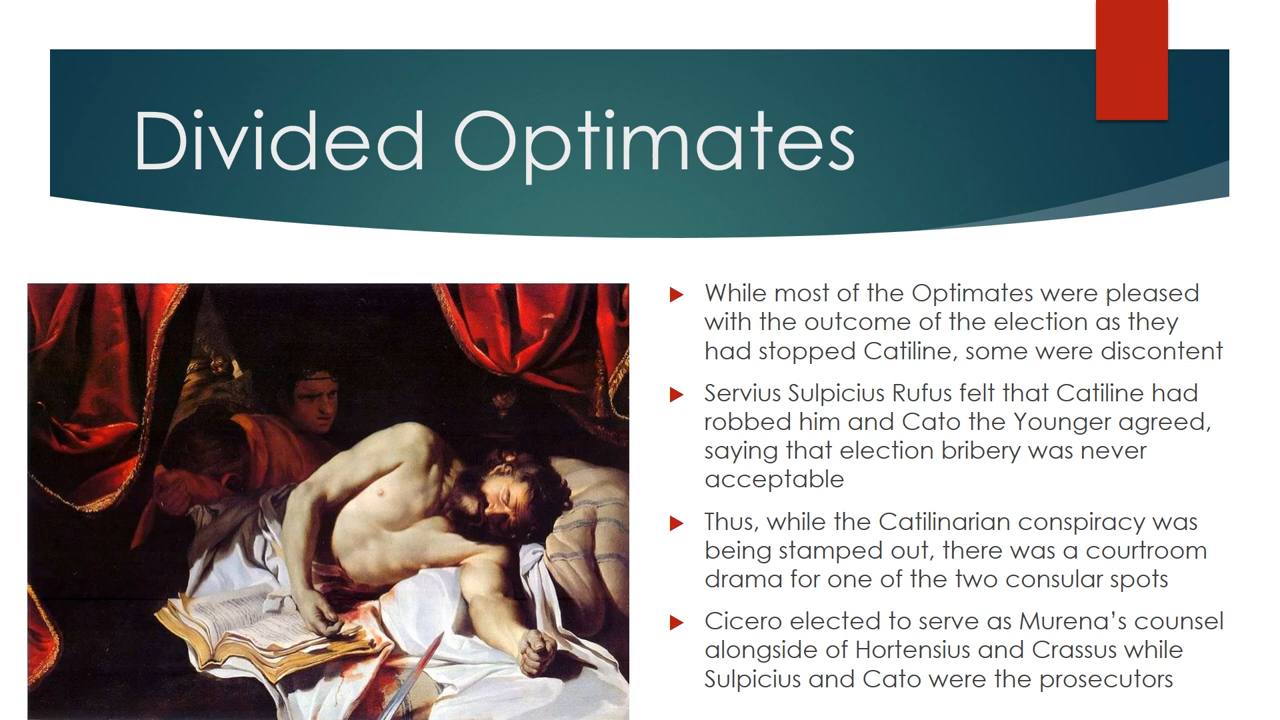 Divided Optimates
While most of the Optimates were pleased
with the outcome of the election as they
had stopped Catiline, some were discontent
Servius Sulpicius Rufus felt that Catiline had
robbed him and Cato the Younger agreed,
saying that election bribery was never
acceptable
Thus, while the Catilinarian conspiracy was
being stamped out, there was a courtroom
drama for one of the two consular spots
Cicero elected to serve as Murena’s counsel
alongside of Hortensius and Crassus while
Sulpicius and Cato were the prosecutors